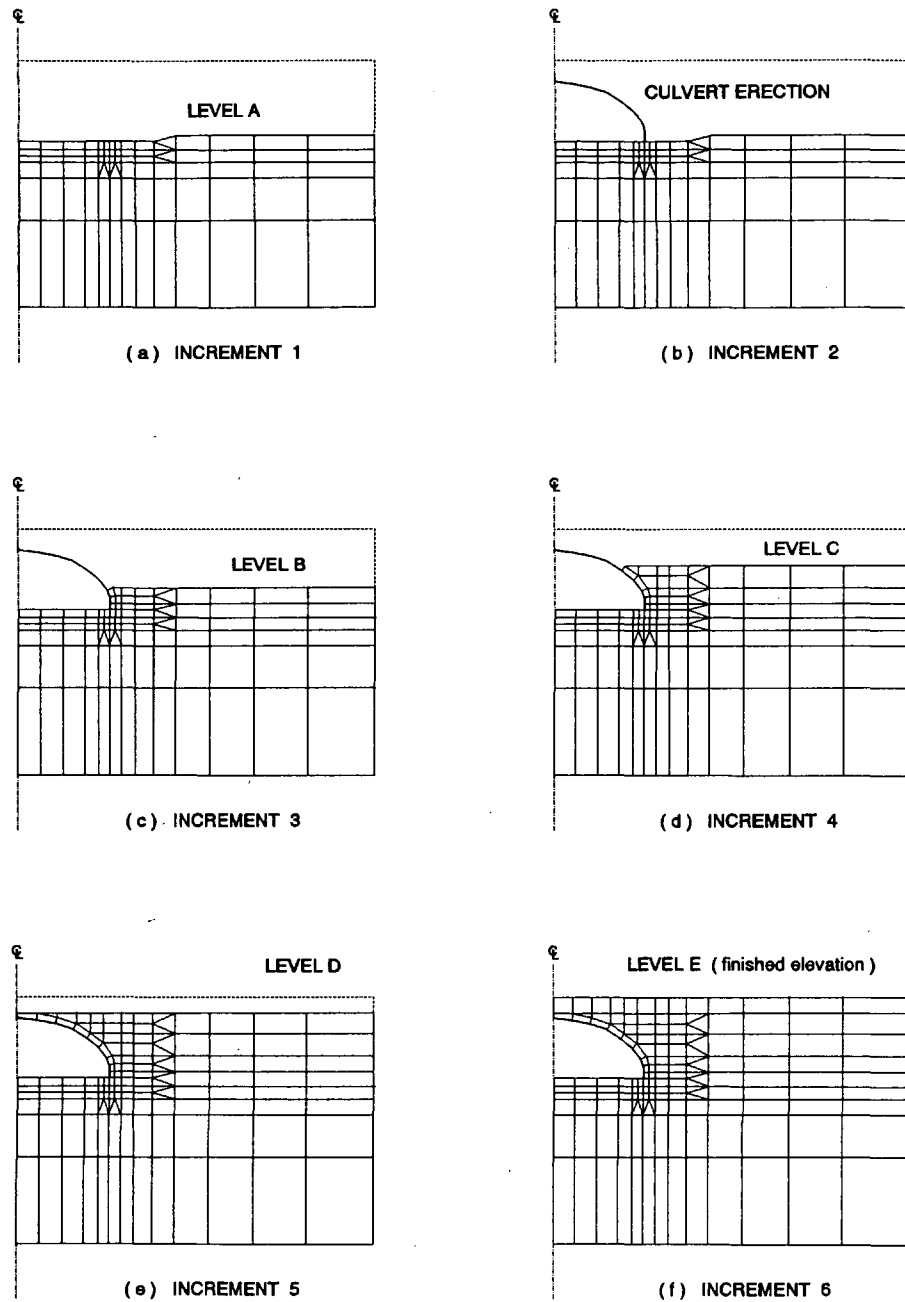 ℄ ℄
LEVEL A
CULVERT ERECTION
(a) INCREMENT 1
(b) INCREMENT 2
℄ ℄
LEVEL B
LEVEL C
(c) INCREMENT 3
(d) INCREMENT 4
℄ ℄
LEVEL D
LEVEL E (finished elevation)
(e) INCREMENT 5
(f) INCREMENT 6